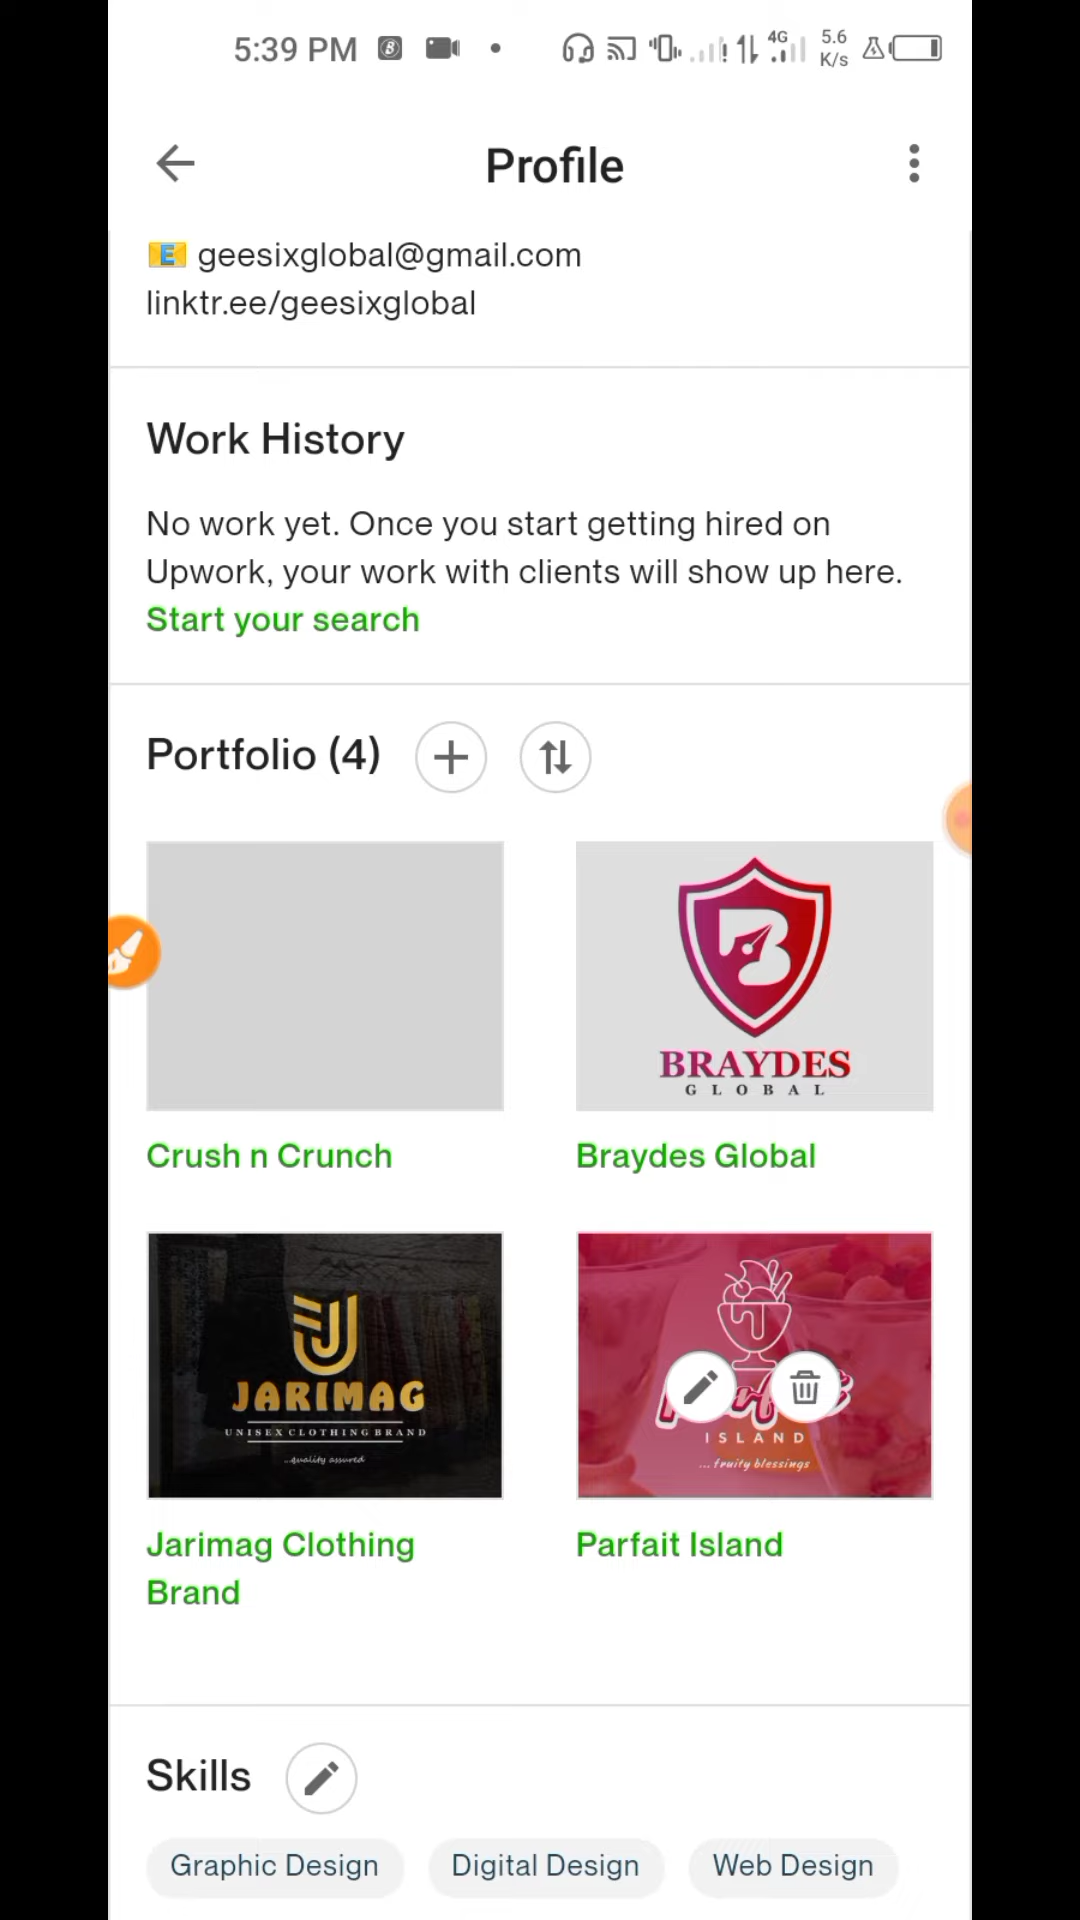 5:39 PM
4G
5.6
K/s
Profile
geesixglobal@gmail.com
linktr.ee/geesixglobal
Work History
No work yet. Once you start getting hired on
Upwork, your work with clients will show up here.
Start your search
Portfolio (4)
BRAYDES
GLOBAL
Crush n Crunch
Braydes Global
JARIMAG
UNISEX CLOTHING BRAND
...quality assured
ISLAND
... fruity blessings
Jarimag Clothing
Brand
Parfait Island
Skills
Graphic Design
Digital Design
Web Design